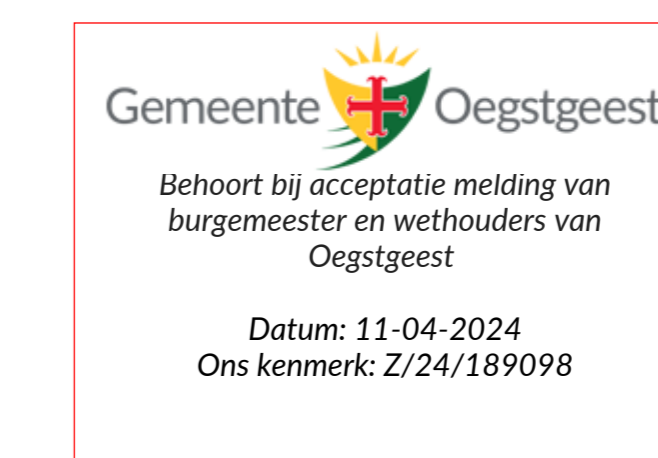 Gemeente Oegstgeest
Behoort bij acceptatie melding van
burgemeester en wethouders van
Oegstgeest
Datum: 11-04-2024
Ons kenmerk: Z/24/189098